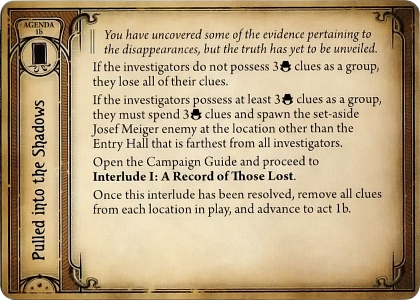 AGENDA
1b
Pulled into the Shadows
You have uncovered some of the evidence pertaining to
the disappearances, but the truth has yet to be unveiled.
If the investigators do not possess 3 clues as a group,
they lose all of their clues.
If the investigators possess at least 3 clues as a group,
they must spend 3 clues and spawn the set-aside
Josef Meiger enemy at the location other than the
Entry Hall that is farthest from all investigators.
Open the Campaign Guide and proceed to
Interlude I: A Record of Those Lost.
Once this interlude has been resolved, remove all clues
from each location in play, and advance to act 1b.